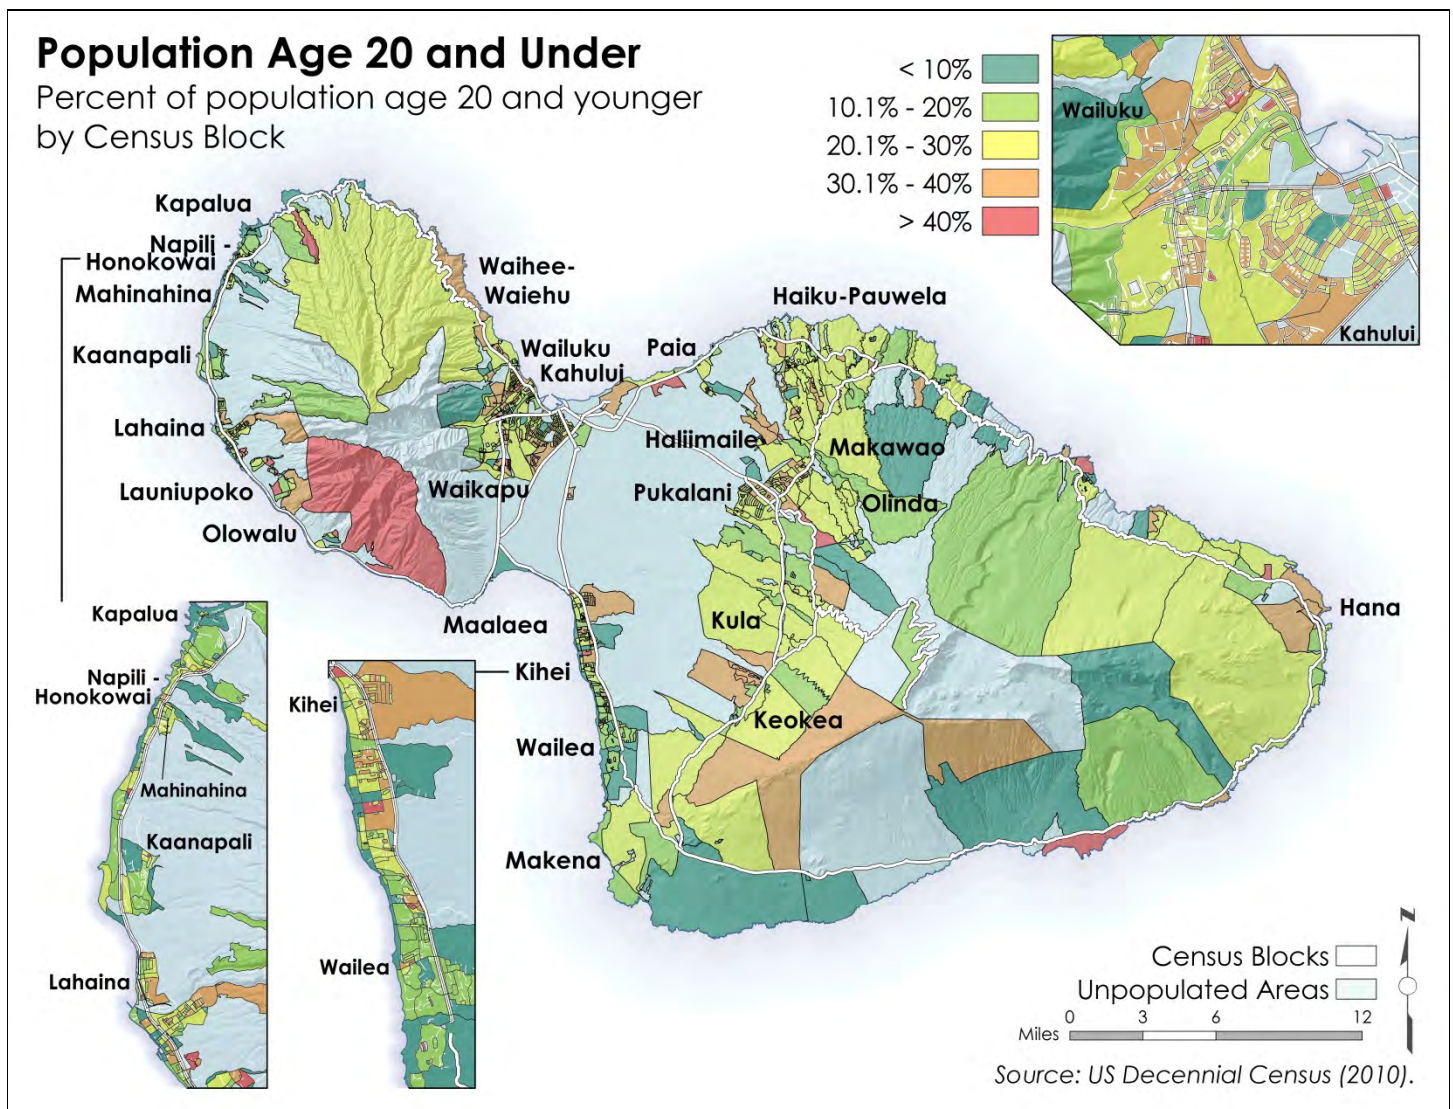 Population Age 20 and Under
Percent of population age 20 and younger
by Census Block
< 10%
10.1% - 20%
20.1% - 30%
30.1% - 40%
> 40%
Wailuku
Kahului
Kapalua
Napili -
Honokowai
Mahinahina
Kaanapali
Lahaina
Launiupoko
Olowalu
Waihee-
Waiehu
Wailuku
Kahului
Waikapu
Maalaea
Paia
Haiku-Pauwela
Haliimaile
Makawao
Pukalani
Olinda
Kula
Keokea
Hana
Kihei
Wailea
Makena
Kapalua
Napili -
Honokowai
Mahinahina
Kaanapali
Lahaina
Kihei
Wailea
Census Blocks
Unpopulated Areas
N
0 3 6 12
Miles
Source: US Decennial Census (2010).